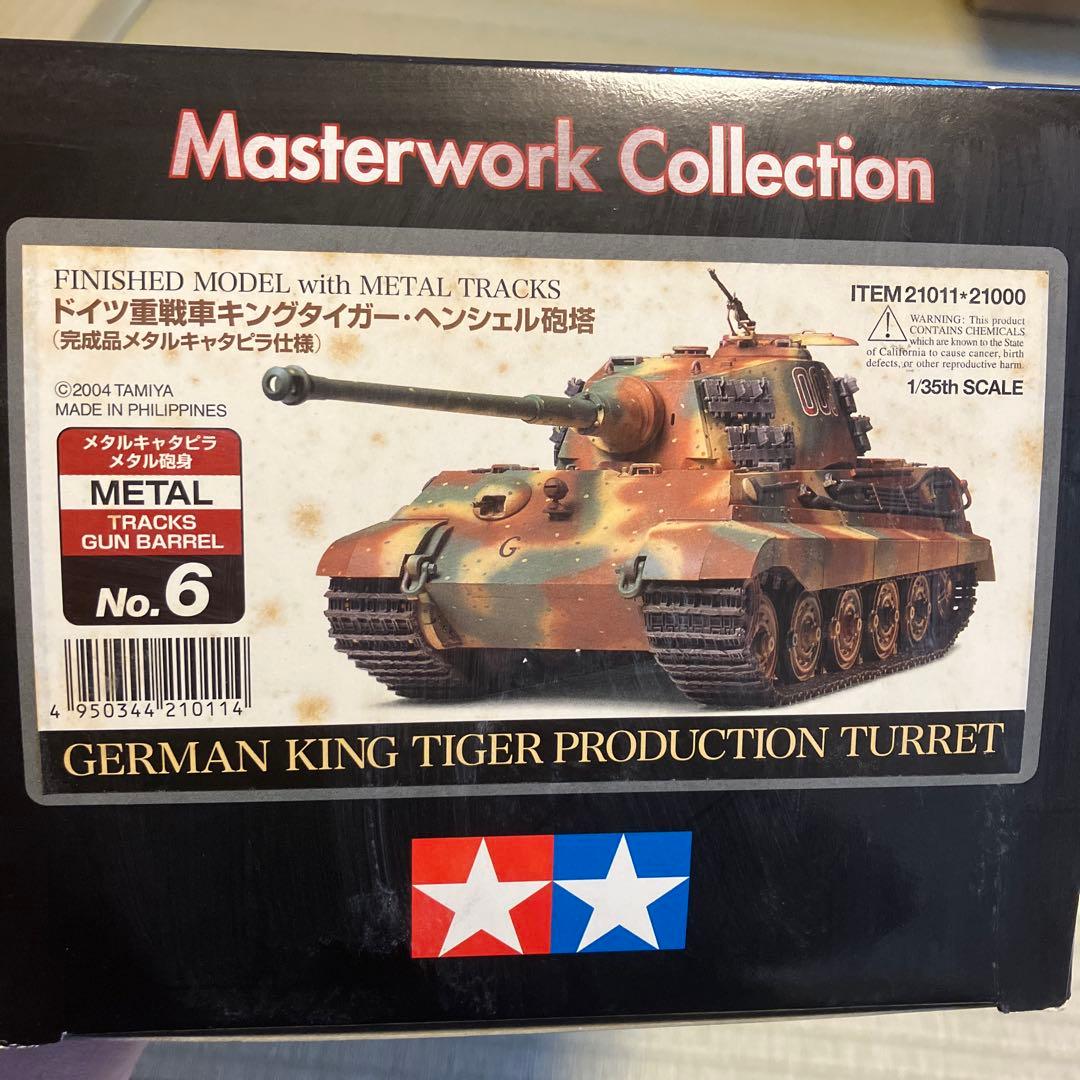 Masterwork Collection
FINISHED MODEL with METAL TRACKS
ドイツ重戦車キングタイガー・ヘンシェル砲塔
(完成品メタルキャタピラ仕様)
©2004 TAMIYA
MADE IN PHILIPPINES
メタルキャタピラ
メタル砲身
METAL
TRACKS
GUN BARREL
No.6
4 950344 210114
ITEM 21011*21000
WARNING: This product
CONTAINS CHEMICALS
which are known to the State
of California to cause cancer, birth
defects, or other reproductive harm.
1/35th SCALE
G
GERMAN KING TIGER PRODUCTION TURRET